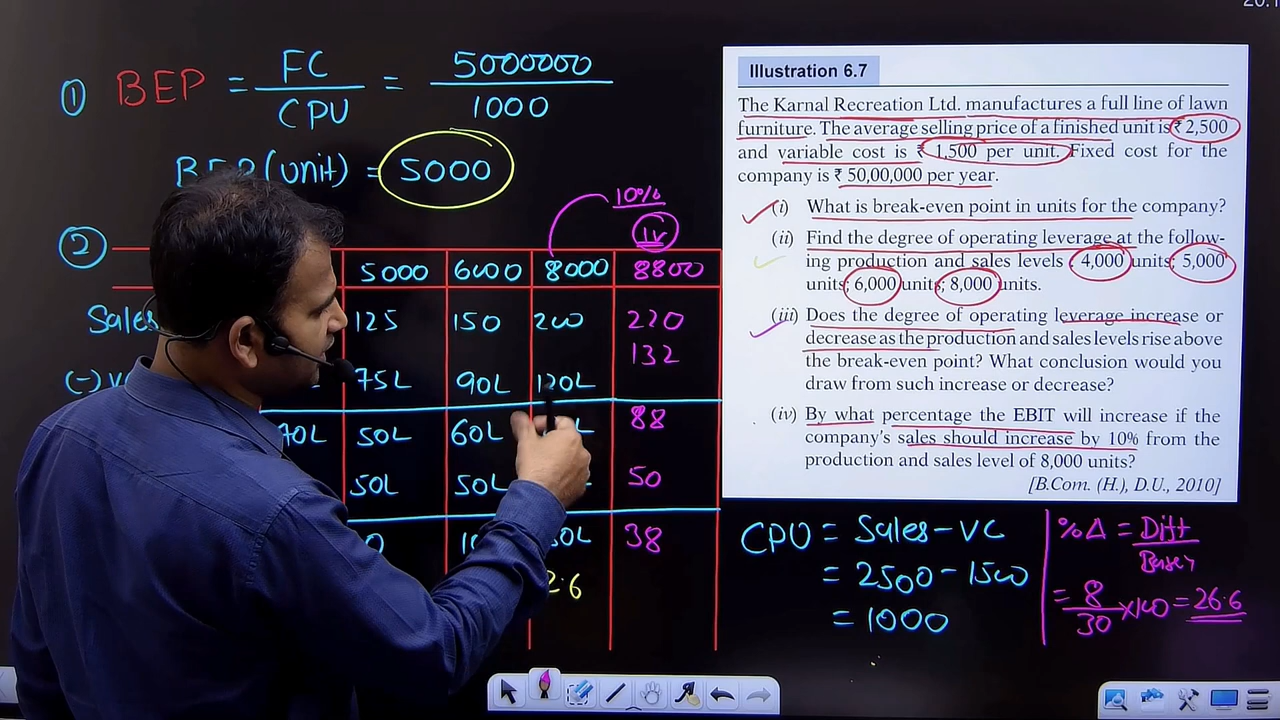 ① BEP = FC / CPU = 5000000 / 1000
BEP (unit) = 5000
②
10%
iv
5000 6000 8000 8800
Sales 125 150 200 220
132
(-) V 75L 90L 120L
70L 50L 60L L 88
50L 50L 50
0 10 30L 38
2.6
Illustration 6.7
The Karnal Recreation Ltd. manufactures a full line of lawn
furniture. The average selling price of a finished unit is ₹ 2,500
and variable cost is ₹ 1,500 per unit. Fixed cost for the
company is ₹ 50,00,000 per year.
(i) What is break-even point in units for the company?
(ii) Find the degree of operating leverage at the follow-
ing production and sales levels : 4,000 units; 5,000
units; 6,000 units; 8,000 units.
(iii) Does the degree of operating leverage increase or
decrease as the production and sales levels rise above
the break-even point? What conclusion would you
draw from such increase or decrease?
(iv) By what percentage the EBIT will increase if the
company's sales should increase by 10% from the
production and sales level of 8,000 units?
[B.Com. (H.), D.U., 2010]
CPU = Sales - VC
= 2500 - 1500
= 1000
% Δ = Diff / Base
= 8 / 30 × 100 = 26.6